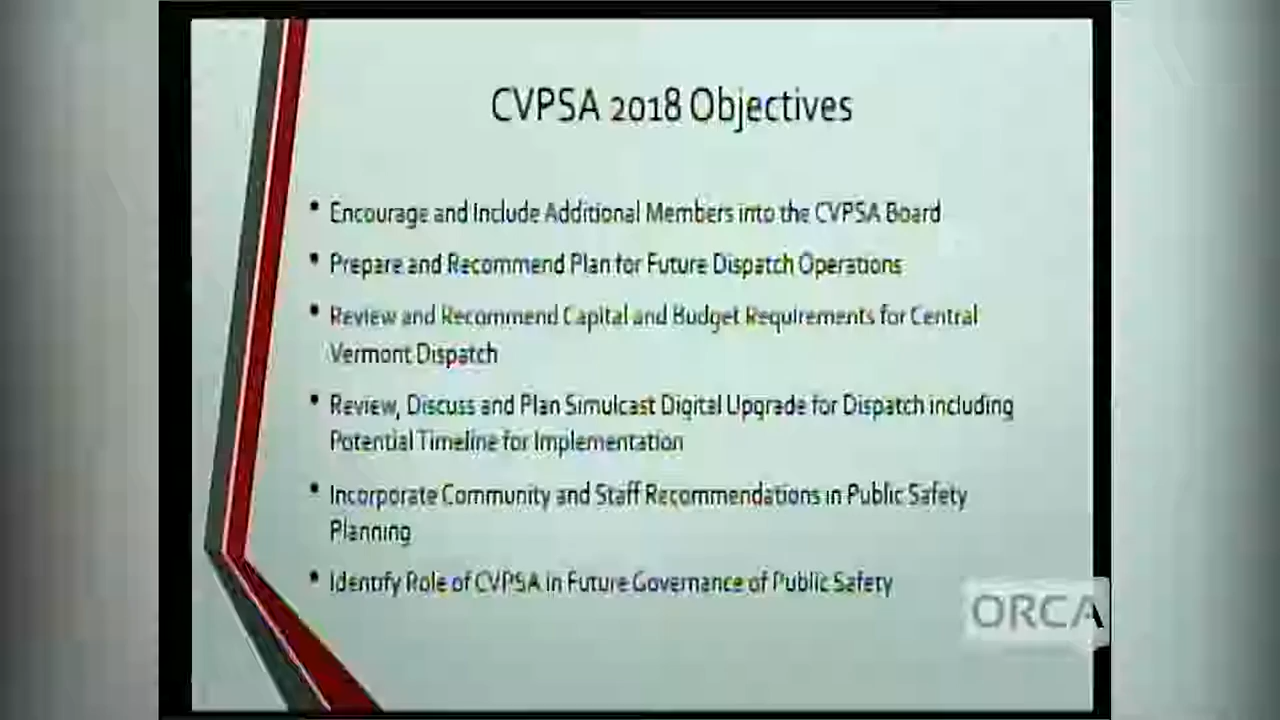 CVPSA 2018 Objectives
• Encourage and Include Additional Members into the CVPSA Board
• Prepare and Recommend Plan for Future Dispatch Operations
• Review and Recommend Capital and Budget Requirements for Central
Vermont Dispatch
• Review, Discuss and Plan Simulcast Digital Upgrade for Dispatch including
Potential Timeline for Implementation
• Incorporate Community and Staff Recommendations in Public Safety
Planning
• Identify Role of CVPSA in Future Governance of Public Safety
ORCA